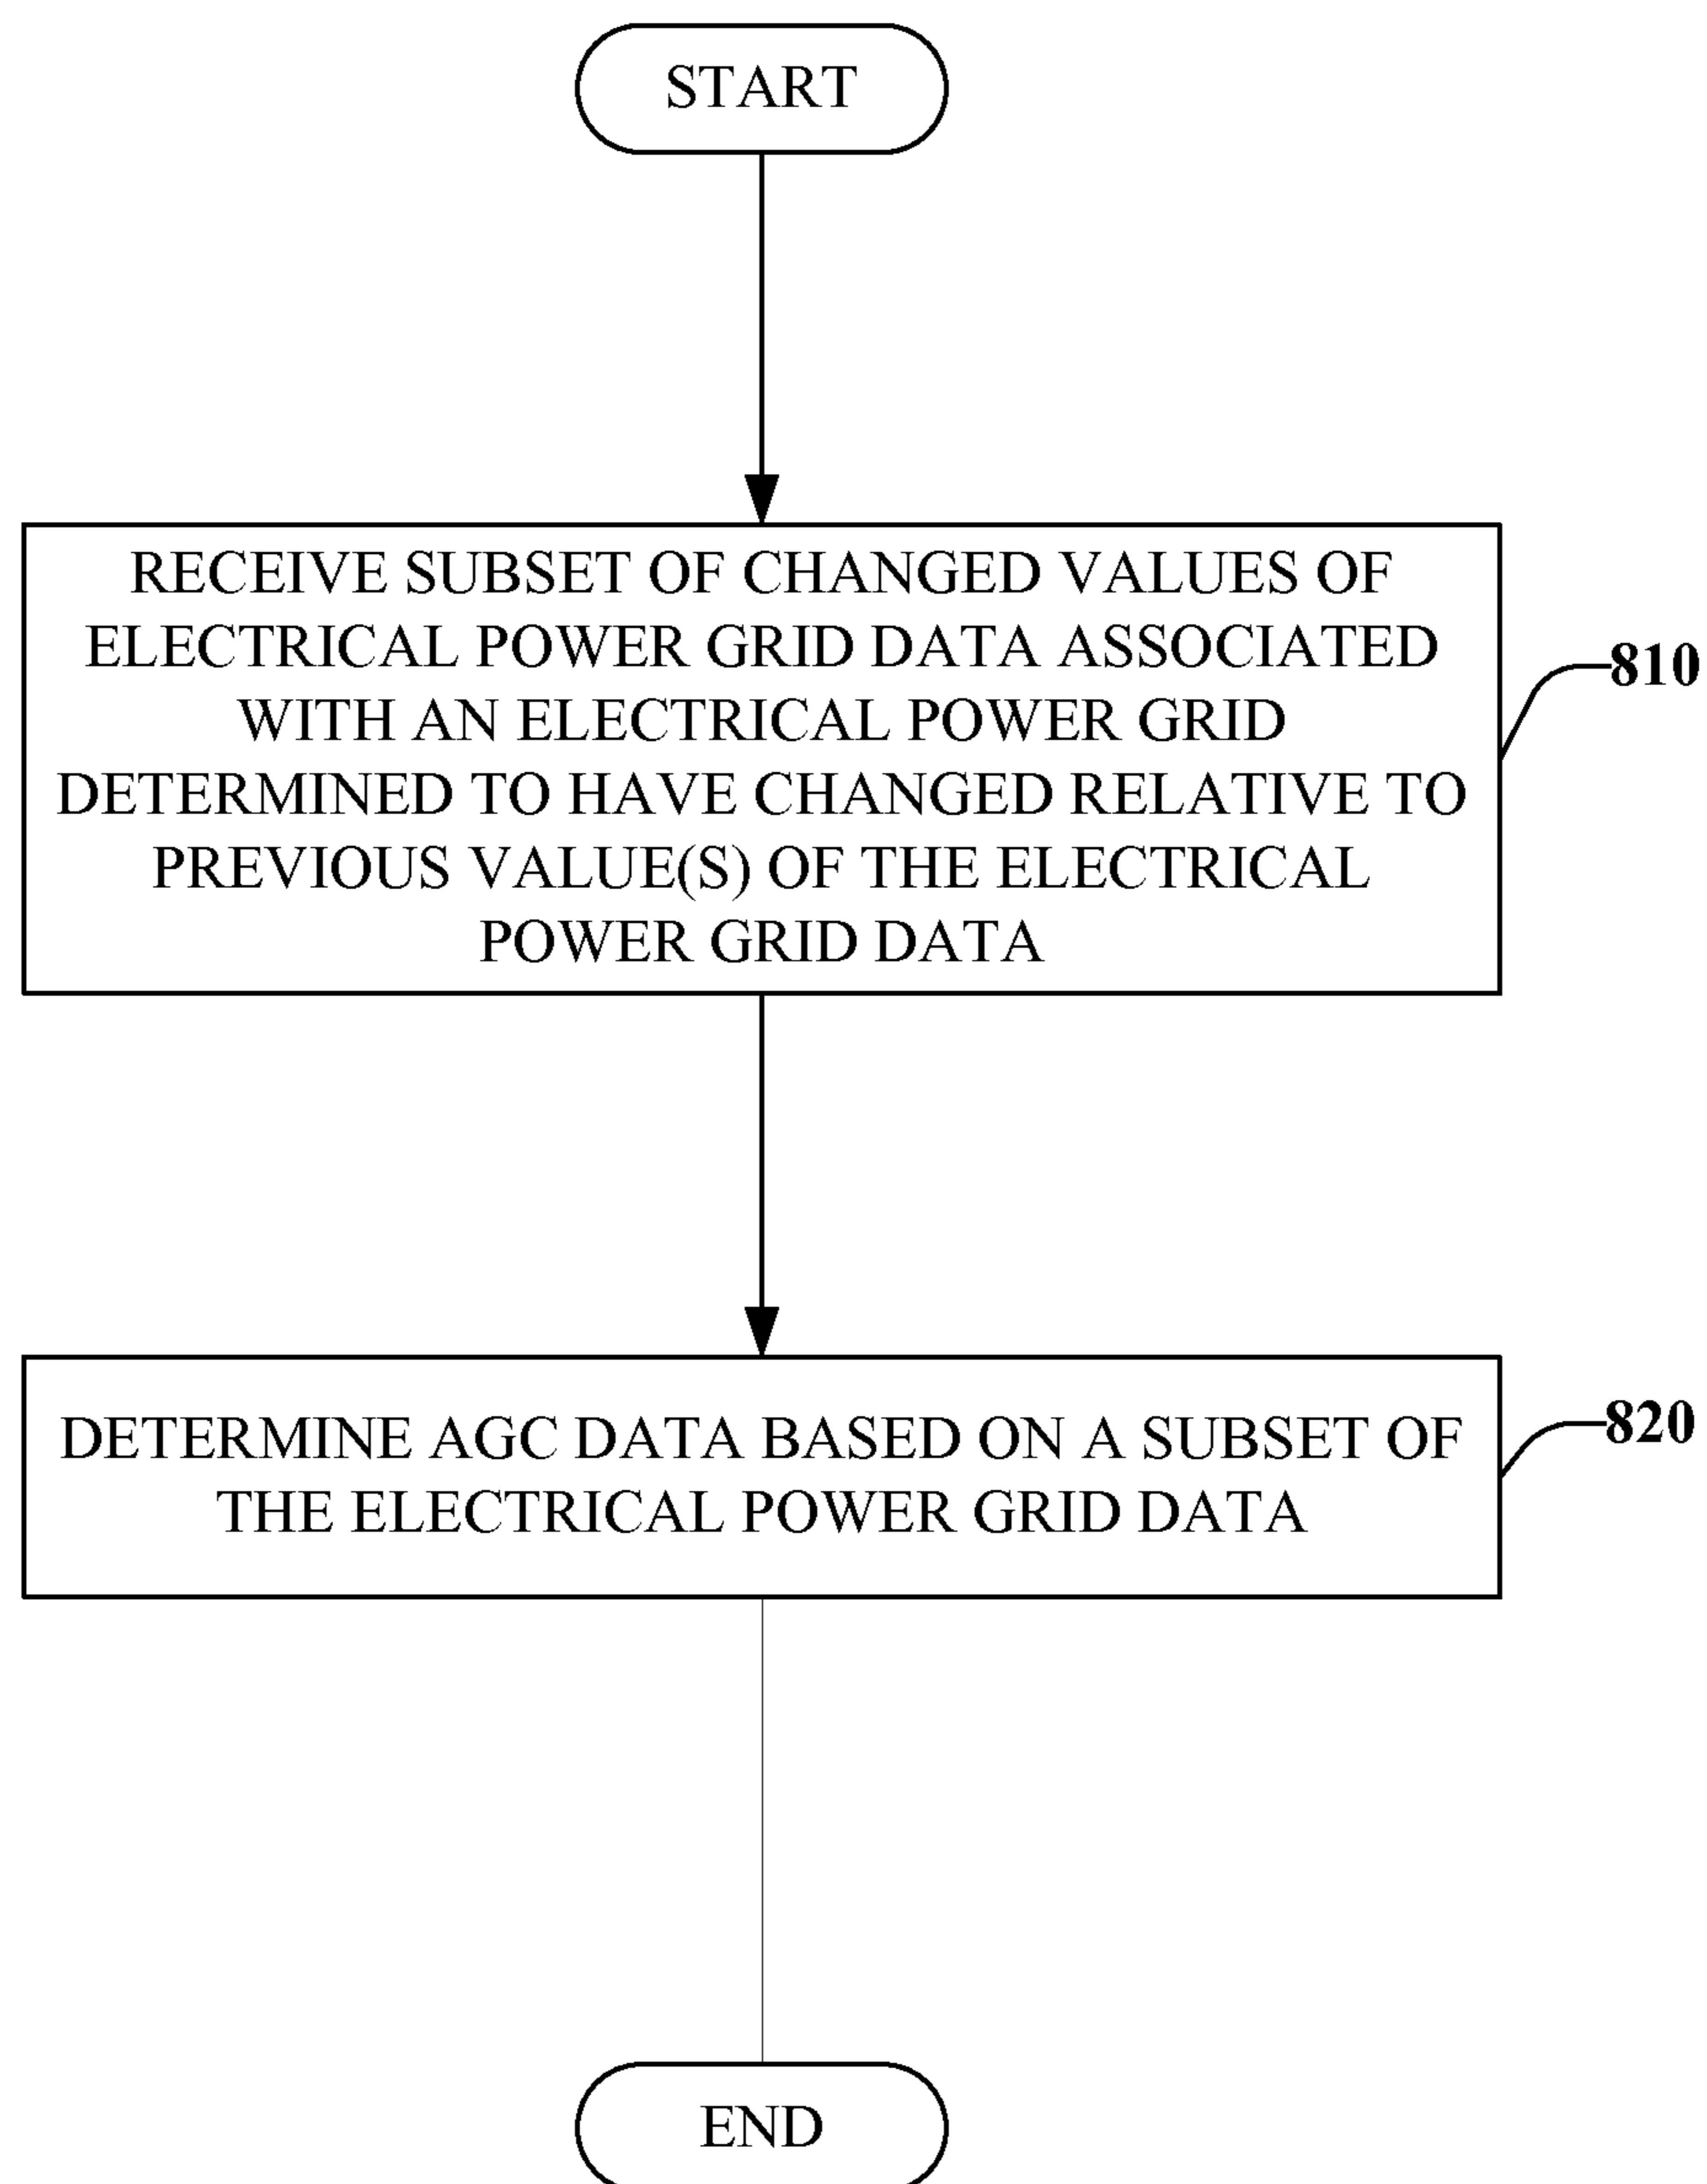 START
RECEIVE SUBSET OF CHANGED VALUES OF
ELECTRICAL POWER GRID DATA ASSOCIATED
WITH AN ELECTRICAL POWER GRID
DETERMINED TO HAVE CHANGED RELATIVE TO
PREVIOUS VALUE(S) OF THE ELECTRICAL
POWER GRID DATA
810
DETERMINE AGC DATA BASED ON A SUBSET OF
THE ELECTRICAL POWER GRID DATA
820
END